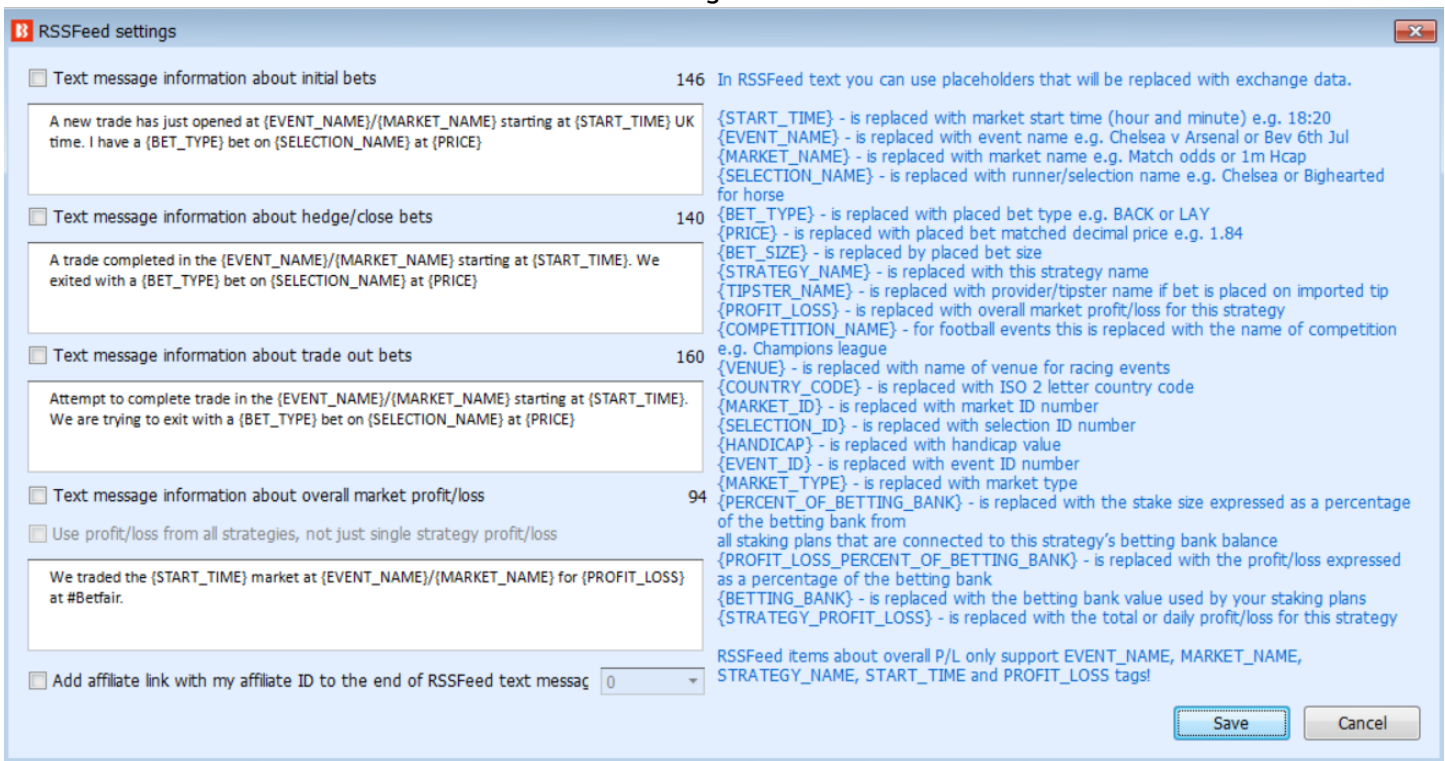 RSSFeed settings
Text message information about initial bets 146
A new trade has just opened at {EVENT_NAME}/{MARKET_NAME} starting at {START_TIME} UK
time. I have a {BET_TYPE} bet on {SELECTION_NAME} at {PRICE}
Text message information about hedge/close bets 140
A trade completed in the {EVENT_NAME}/{MARKET_NAME} starting at {START_TIME}. We
exited with a {BET_TYPE} bet on {SELECTION_NAME} at {PRICE}
Text message information about trade out bets 160
Attempt to complete trade in the {EVENT_NAME}/{MARKET_NAME} starting at {START_TIME}.
We are trying to exit with a {BET_TYPE} bet on {SELECTION_NAME} at {PRICE}
Text message information about overall market profit/loss 94
Use profit/loss from all strategies, not just single strategy profit/loss
We traded the {START_TIME} market at {EVENT_NAME}/{MARKET_NAME} for {PROFIT_LOSS}
at #Betfair.
Add affiliate link with my affiliate ID to the end of RSSFeed text messag 0
In RSSFeed text you can use placeholders that will be replaced with exchange data.
{START_TIME} - is replaced with market start time (hour and minute) e.g. 18:20
{EVENT_NAME} - is replaced with event name e.g. Chelsea v Arsenal or Bev 6th Jul
{MARKET_NAME} - is replaced with market name e.g. Match odds or 1m Hcap
{SELECTION_NAME} - is replaced with runner/selection name e.g. Chelsea or Bighearted
for horse
{BET_TYPE} - is replaced with placed bet type e.g. BACK or LAY
{PRICE} - is replaced with placed bet matched decimal price e.g. 1.84
{BET_SIZE} - is replaced by placed bet size
{STRATEGY_NAME} - is replaced with this strategy name
{TIPSTER_NAME} - is replaced with provider/tipster name if bet is placed on imported tip
{PROFIT_LOSS} - is replaced with overall market profit/loss for this strategy
{COMPETITION_NAME} - for football events this is replaced with the name of competition
e.g. Champions league
{VENUE} - is replaced with name of venue for racing events
{COUNTRY_CODE} - is replaced with ISO 2 letter country code
{MARKET_ID} - is replaced with market ID number
{SELECTION_ID} - is replaced with selection ID number
{HANDICAP} - is replaced with handicap value
{EVENT_ID} - is replaced with event ID number
{MARKET_TYPE} - is replaced with market type
{PERCENT_OF_BETTING_BANK} - is replaced with the stake size expressed as a percentage
of the betting bank from
all staking plans that are connected to this strategy's betting bank balance
{PROFIT_LOSS_PERCENT_OF_BETTING_BANK} - is replaced with the profit/loss expressed
as a percentage of the betting bank
{BETTING_BANK} - is replaced with the betting bank value used by your staking plans
{STRATEGY_PROFIT_LOSS} - is replaced with the total or daily profit/loss for this strategy
RSSFeed items about overall P/L only support EVENT_NAME, MARKET_NAME,
STRATEGY_NAME, START_TIME and PROFIT_LOSS tags!
Save Cancel